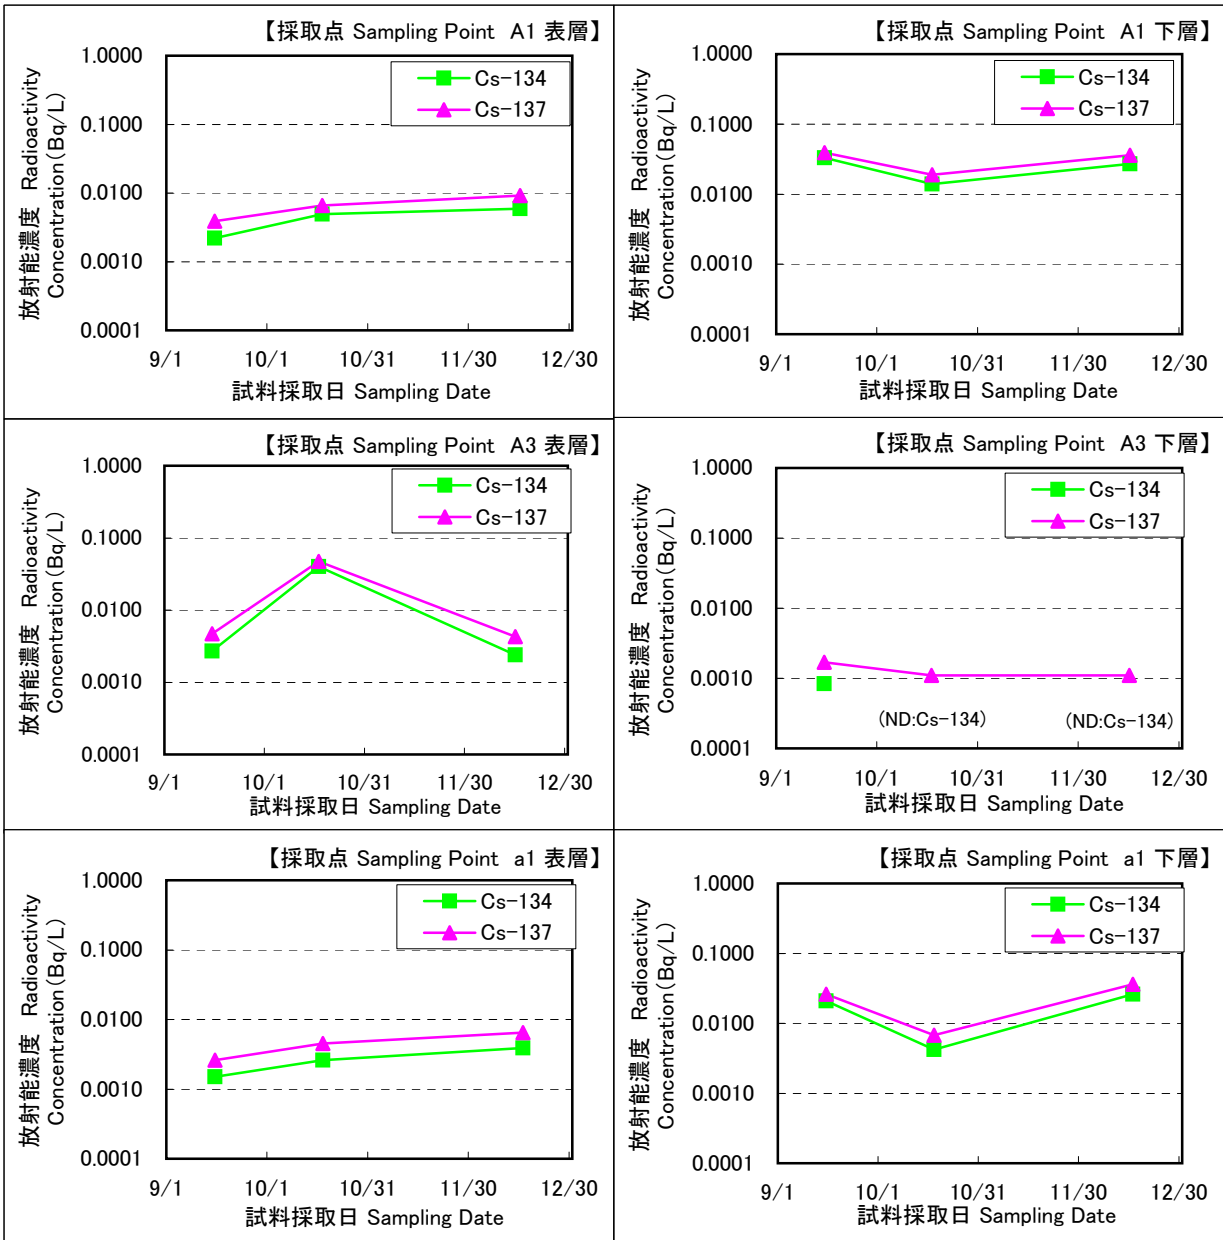 【採取点 Sampling Point A1 表層】
1.0000
0.1000
0.0100
0.0010
0.0001
放射能濃度 Radioactivity
Concentration(Bq/L)
Cs-134
Cs-137
9/1 10/1 10/31 11/30 12/30
試料採取日 Sampling Date
【採取点 Sampling Point A1 下層】
1.0000
0.1000
0.0100
0.0010
0.0001
放射能濃度 Radioactivity
Concentration(Bq/L)
Cs-134
Cs-137
9/1 10/1 10/31 11/30 12/30
試料採取日 Sampling Date
【採取点 Sampling Point A3 表層】
1.0000
0.1000
0.0100
0.0010
0.0001
放射能濃度 Radioactivity
Concentration(Bq/L)
Cs-134
Cs-137
9/1 10/1 10/31 11/30 12/30
試料採取日 Sampling Date
【採取点 Sampling Point A3 下層】
1.0000
0.1000
0.0100
0.0010
0.0001
放射能濃度 Radioactivity
Concentration(Bq/L)
Cs-134
Cs-137
(ND:Cs-134) (ND:Cs-134)
9/1 10/1 10/31 11/30 12/30
試料採取日 Sampling Date
【採取点 Sampling Point a1 表層】
1.0000
0.1000
0.0100
0.0010
0.0001
放射能濃度 Radioactivity
Concentration(Bq/L)
Cs-134
Cs-137
9/1 10/1 10/31 11/30 12/30
試料採取日 Sampling Date
【採取点 Sampling Point a1 下層】
1.0000
0.1000
0.0100
0.0010
0.0001
放射能濃度 Radioactivity
Concentration(Bq/L)
Cs-134
Cs-137
9/1 10/1 10/31 11/30 12/30
試料採取日 Sampling Date